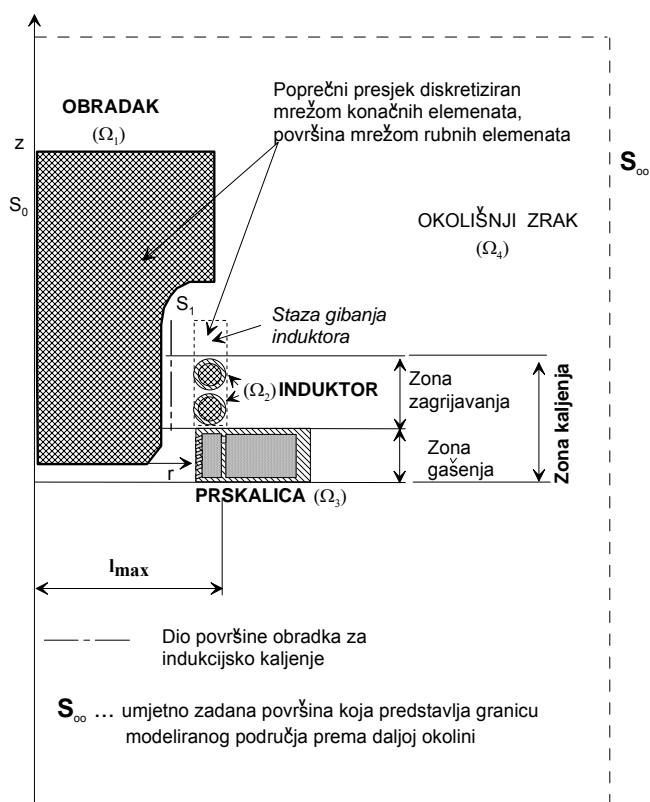 Poprečni presjek diskretiziran
mrežom konačnih elemenata,
površina mrežom rubnih elemenata
OBRADAK
(Ω₁)
z
S₀
Sₒₒ
OKOLIŠNJI ZRAK
(Ω₄)
S₁
Staza gibanja
induktora
(Ω₂) INDUKTOR
Zona
zagrijavanja
Zona
gašenja
Zona kaljenja
r
PRSKALICA (Ω₃)
lmax
Dio površine obradka za
indukcijsko kaljenje
Sₒₒ ... umjetno zadana površina koja predstavlja granicu
modeliranog područja prema daljoj okolini